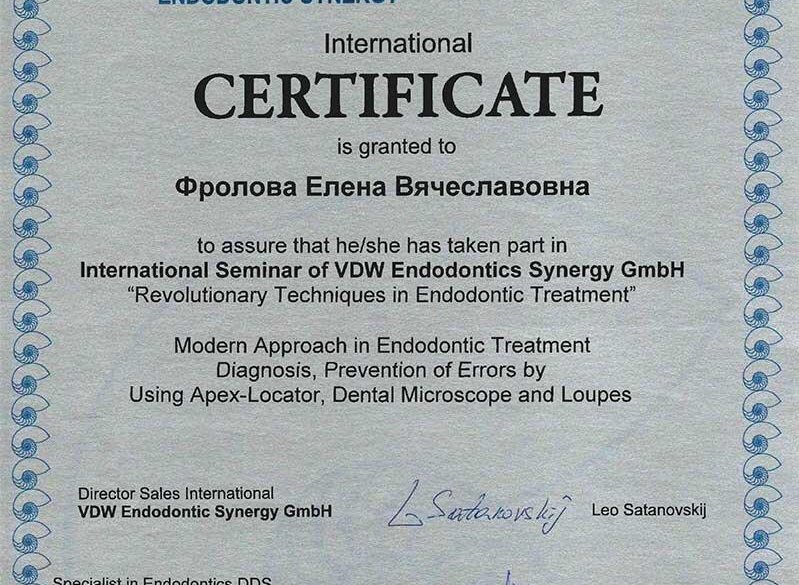 ENDODONTIC SYNERGY
International
CERTIFICATE
is granted to
Фролова Елена Вячеславовна
to assure that he/she has taken part in
International Seminar of VDW Endodontics Synergy GmbH
“Revolutionary Techniques in Endodontic Treatment”
Modern Approach in Endodontic Treatment
Diagnosis, Prevention of Errors by
Using Apex-Locator, Dental Microscope and Loupes
Director Sales International
VDW Endodontic Synergy GmbH
L Satanovskij
Leo Satanovskij
Specialist in Endodontics DDS